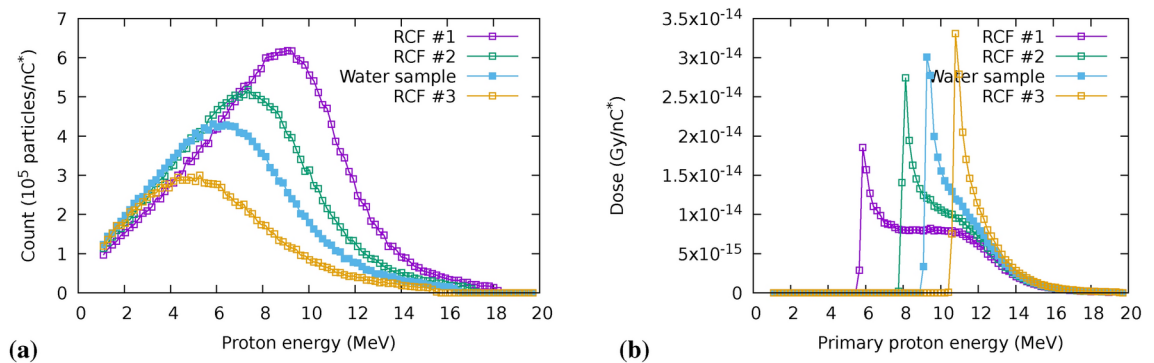 7
6
5
4
3
2
1
0
Count (10⁵ particles/nC*)
0 2 4 6 8 10 12 14 16 18 20
Proton energy (MeV)
RCF #1
RCF #2
Water sample
RCF #3
(a)
3.5x10⁻¹⁴
3x10⁻¹⁴
2.5x10⁻¹⁴
2x10⁻¹⁴
1.5x10⁻¹⁴
1x10⁻¹⁴
5x10⁻¹⁵
0
Dose (Gy/nC*)
0 2 4 6 8 10 12 14 16 18 20
Primary proton energy (MeV)
RCF #1
RCF #2
Water sample
RCF #3
(b)